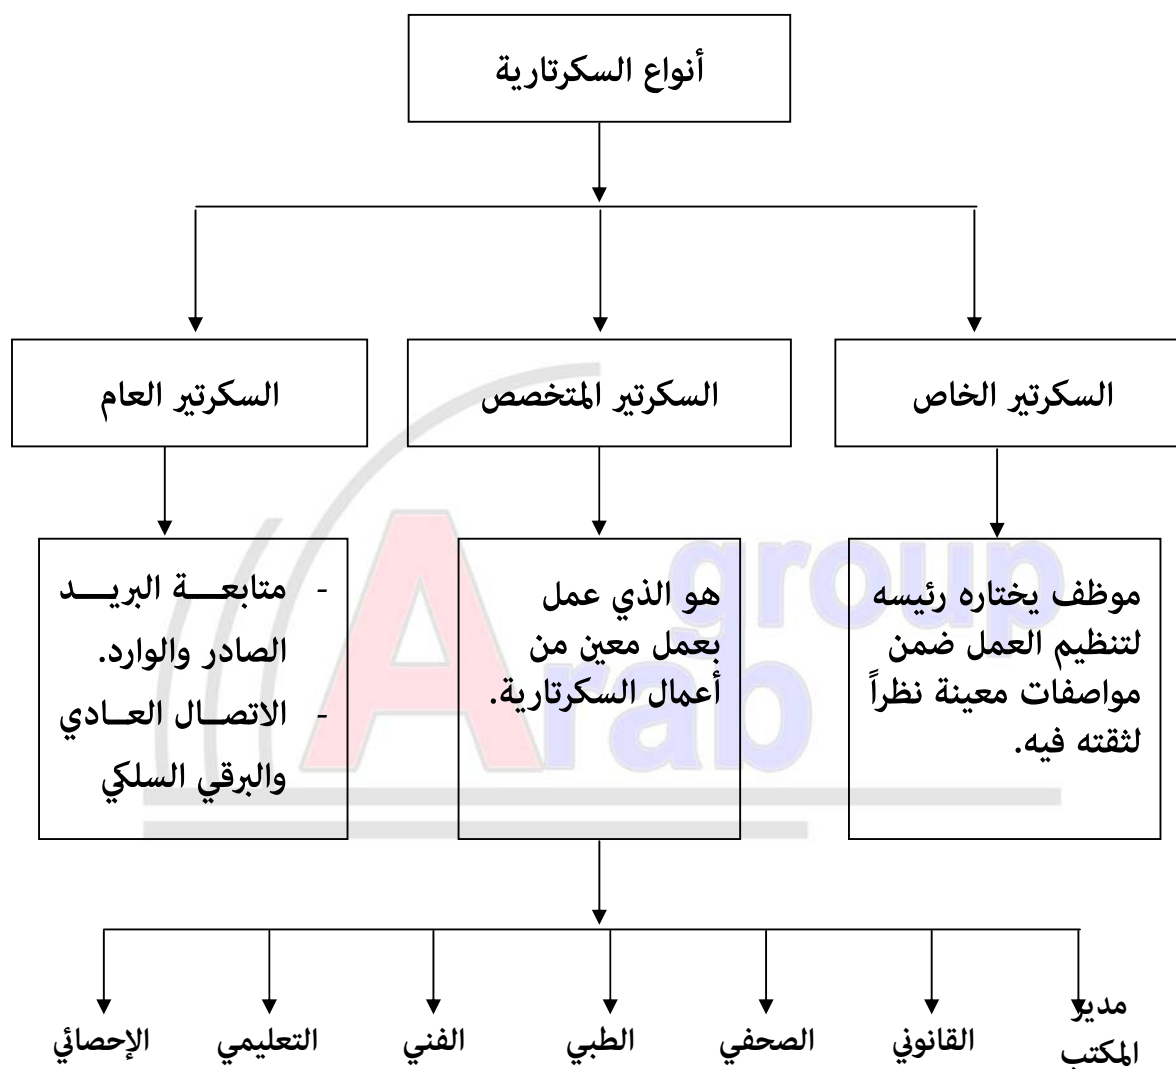 أنواع السكرتارية
السكرتير الخاص
السكرتير المتخصص
السكرتير العام
موظف يختاره رئيسه
لتنظيم العمل ضمن
مواصفات معينة نظراً
لثقته فيه.
هو الذي عمل
بعمل معين من
أعمال السكرتارية.
- متابعة البريد
الصادر والوارد.
- الاتصال العادي
والبرقي السلكي
مدير
المكتب
القانوني
الصحفي
الطبي
الفني
التعليمي
الإحصائي
Arab
group